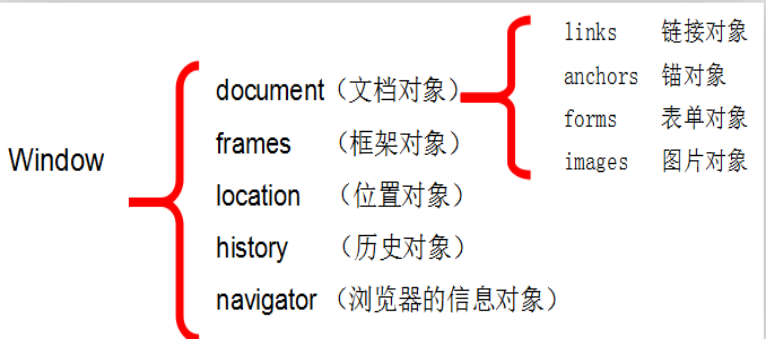 Window
document（文档对象）
frames （框架对象）
location （位置对象）
history （历史对象）
navigator （浏览器的信息对象）
links 链接对象
anchors 锚对象
forms 表单对象
images 图片对象